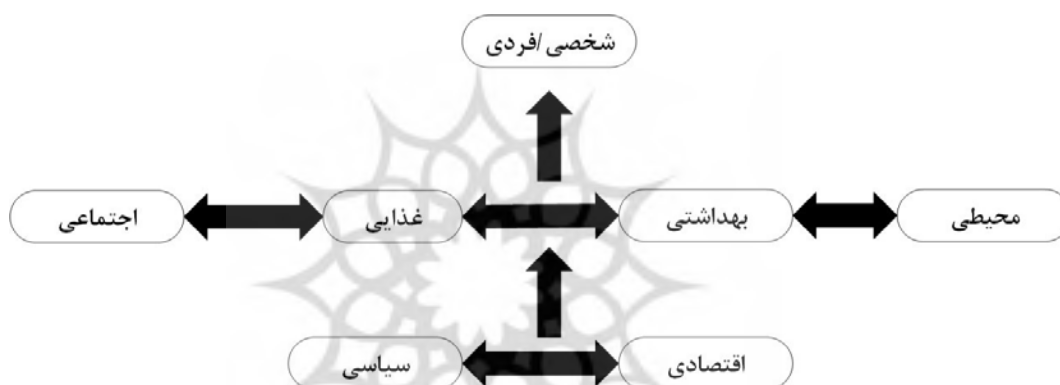 شخصی/فردی
محیطی
بهداشتی
غذایی
اجتماعی
اقتصادی
سیاسی